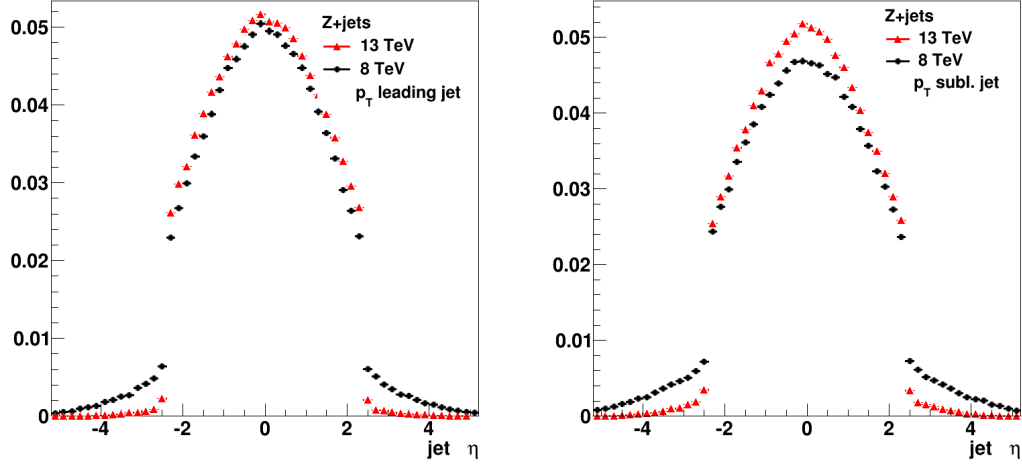 0.05
0.04
0.03
0.02
0.01
0
-4
-2
0
2
4
jet η
Z+jets
13 TeV
8 TeV
pT leading jet
0.05
0.04
0.03
0.02
0.01
0
-4
-2
0
2
4
jet η
Z+jets
13 TeV
8 TeV
pT subl. jet